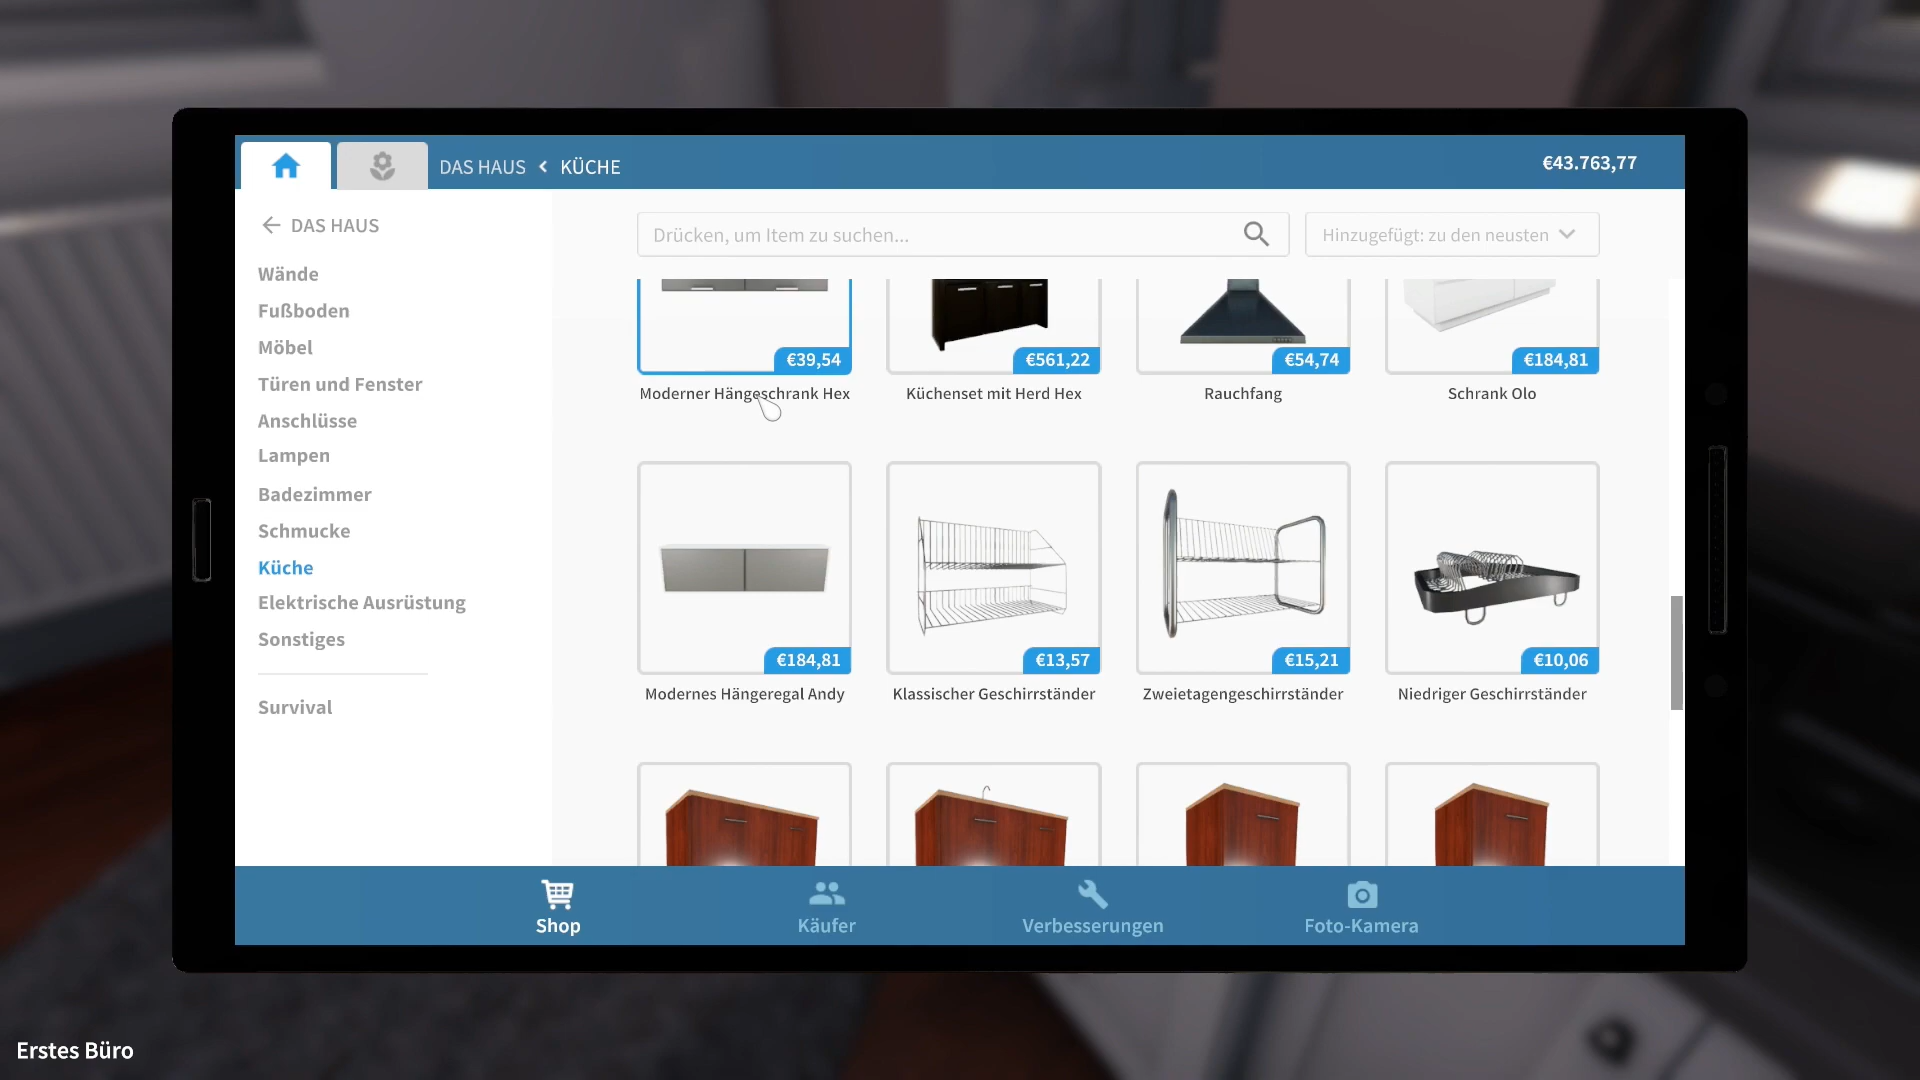 DAS HAUS < KÜCHE
€43.763,77
DAS HAUS
Wände
Fußboden
Möbel
Türen und Fenster
Anschlüsse
Lampen
Badezimmer
Schmucke
Küche
Elektrische Ausrüstung
Sonstiges
Survival
Drücken, um Item zu suchen...
Hinzugefügt: zu den neusten
€39,54
€561,22
€54,74
€184,81
Moderner Hängeschrank Hex
Küchenset mit Herd Hex
Rauchfang
Schrank Olo
€184,81
€13,57
€15,21
€10,06
Modernes Hängeregal Andy
Klassischer Geschirrständer
Zweietagengeschirrständer
Niedriger Geschirrständer
Shop
Käufer
Verbesserungen
Foto-Kamera
Erstes Büro